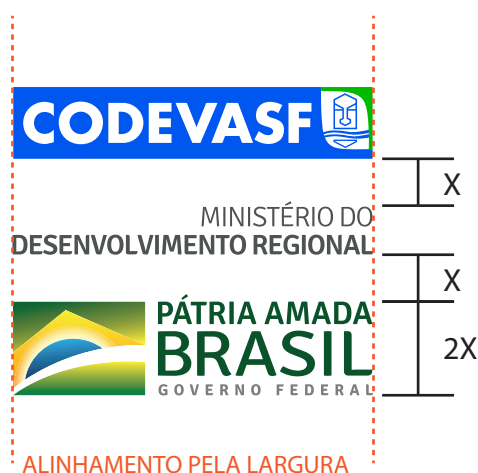 CODEVASF
X
MINISTÉRIO DO
DESENVOLVIMENTO REGIONAL
X
PÁTRIA AMADA
BRASIL
2X
GOVERNO FEDERAL
ALINHAMENTO PELA LARGURA